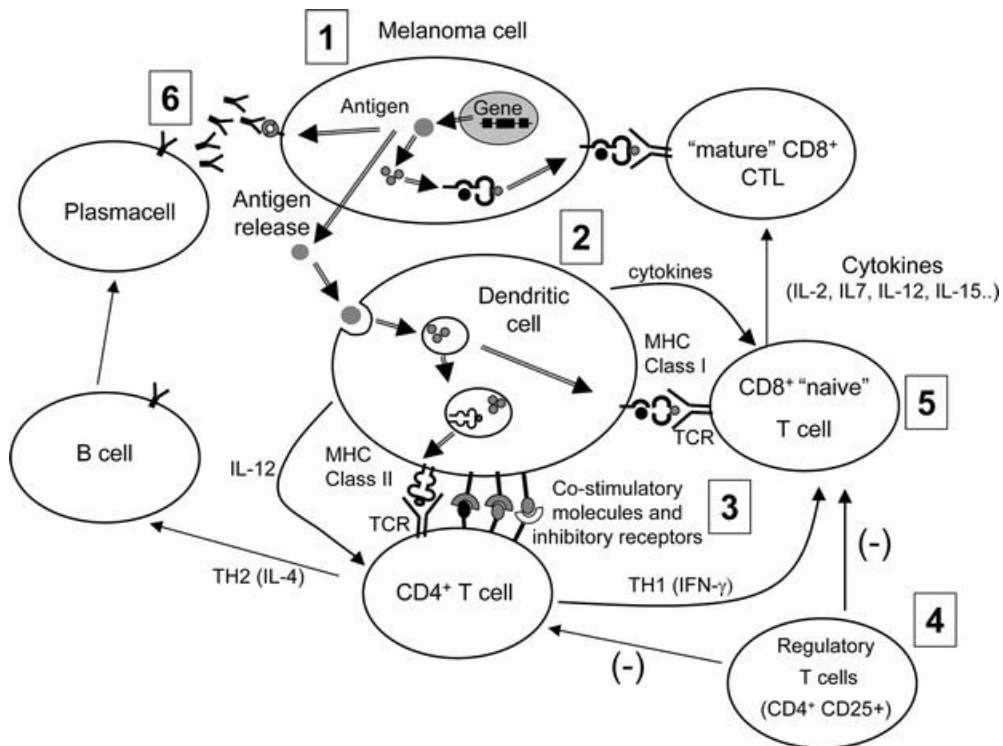 1
Melanoma cell
6
Antigen
Gene
"mature" CD8+
CTL
Plasmacell
Antigen
release
2
cytokines
Cytokines
(IL-2, IL7, IL-12, IL-15..)
Dendritic
cell
MHC
Class I
CD8+ "naive"
T cell
5
TCR
B cell
IL-12
MHC
Class II
TCR
Co-stimulatory
molecules and
inhibitory receptors
3
(-)
TH2 (IL-4)
CD4+ T cell
TH1 (IFN-γ)
4
(-)
Regulatory
T cells
(CD4+ CD25+)